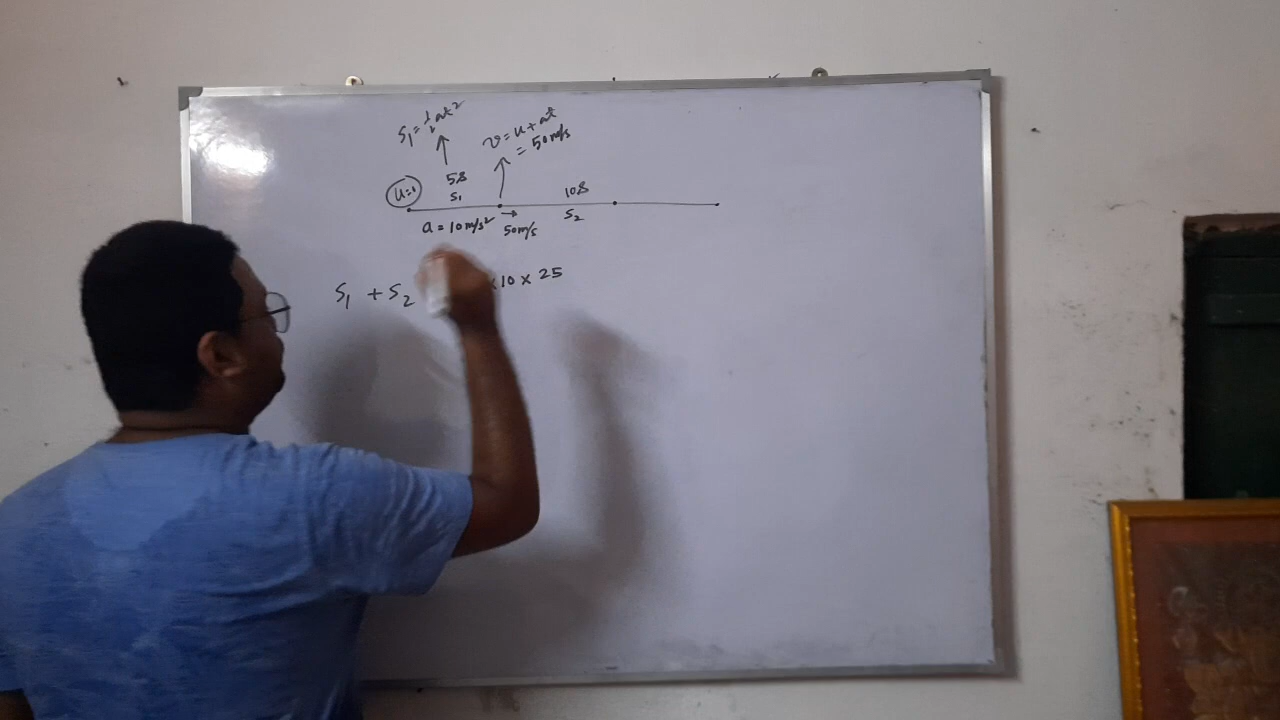 S₁ = ½at²
v = u + at
= 50 m/s
u=0
5s
S₁
10s
S₂
a = 10 m/s²
50 m/s
S₁ + S₂
x 10 x 25